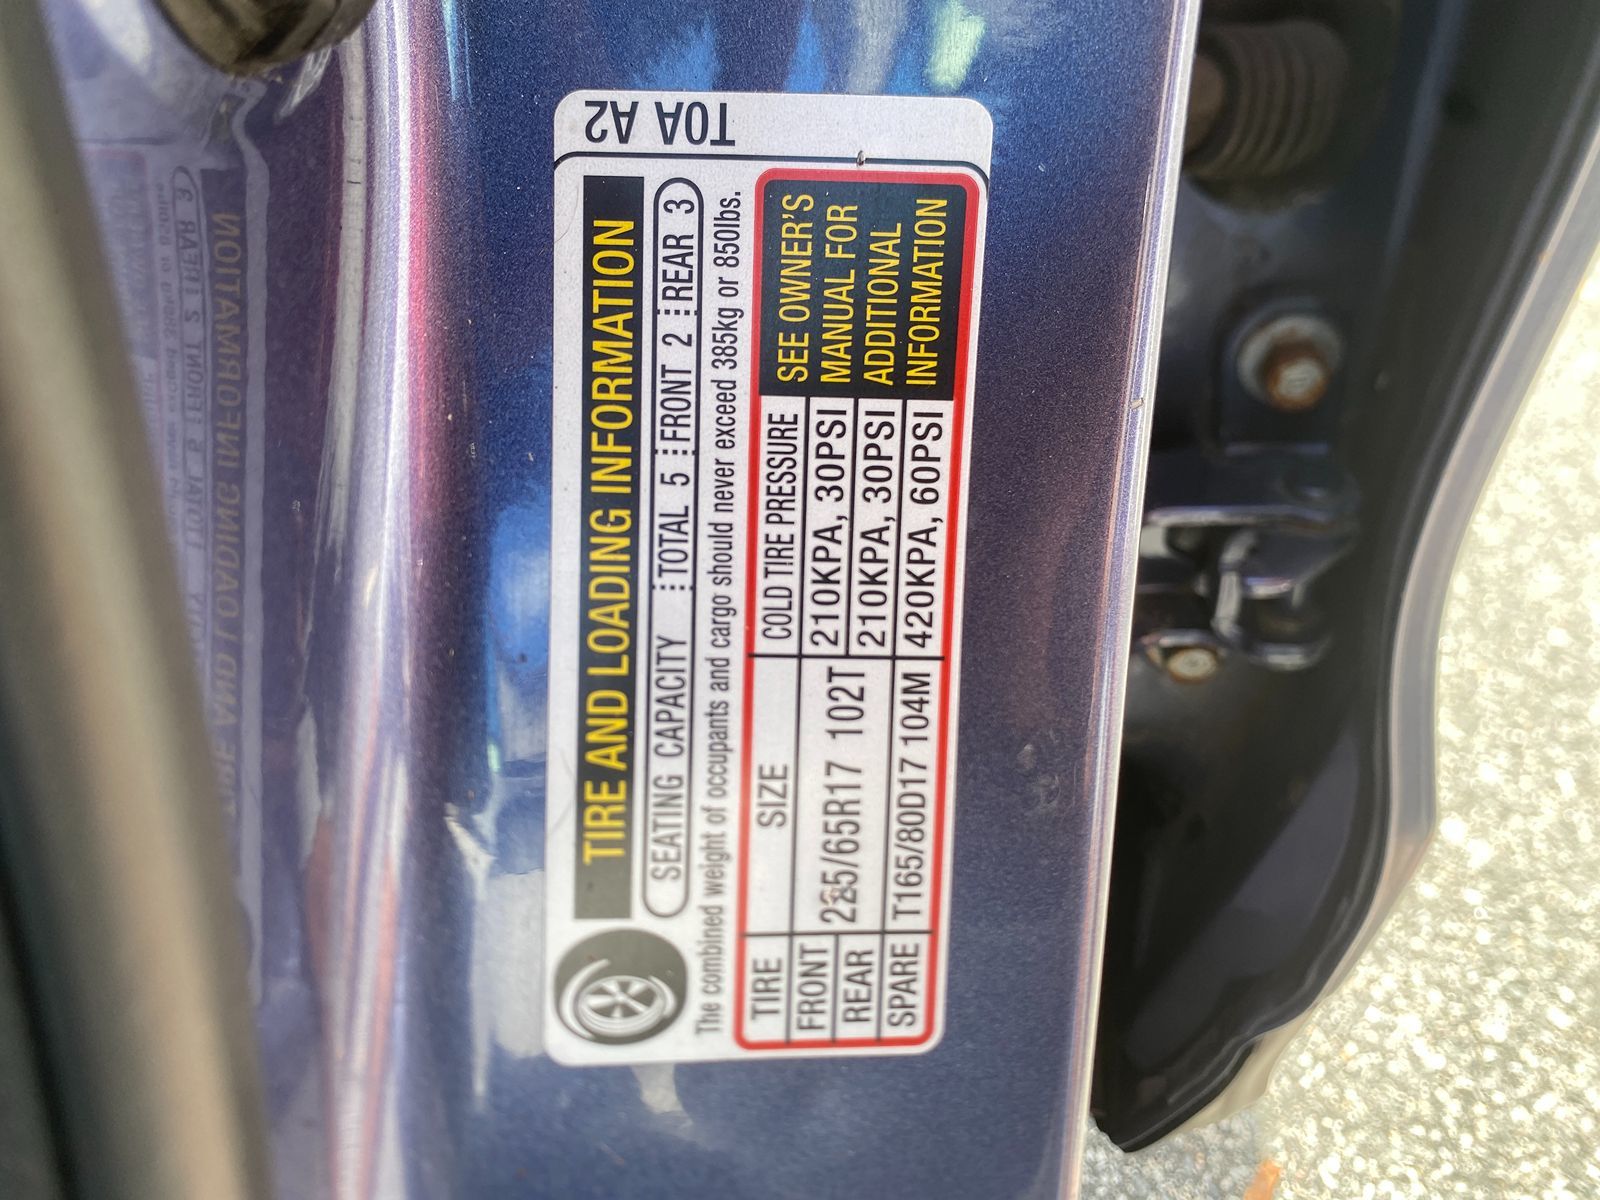 T0A A2
TIRE AND LOADING INFORMATION
SEATING CAPACITY TOTAL 5 FRONT 2 REAR 3
The combined weight of occupants and cargo should never exceed 385kg or 850lbs.
TIRE SIZE COLD TIRE PRESSURE
FRONT 225/65R17 102T 210KPA, 30PSI
REAR 210KPA, 30PSI
SPARE T165/80D17 104M 420KPA, 60PSI
SEE OWNER'S
MANUAL FOR
ADDITIONAL
INFORMATION